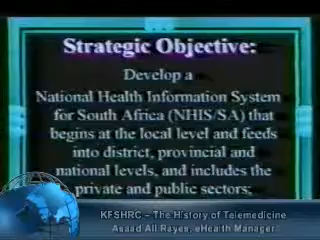 Strategic Objective:
Develop a
National Health Information System
for South Africa (NHIS/SA) that
begins at the local level and feeds
into district, provincial and
national levels, and includes the
private and public sectors;
KFSHRC – The History of Telemedicine
Asaad Ali Rayes, eHealth Manager